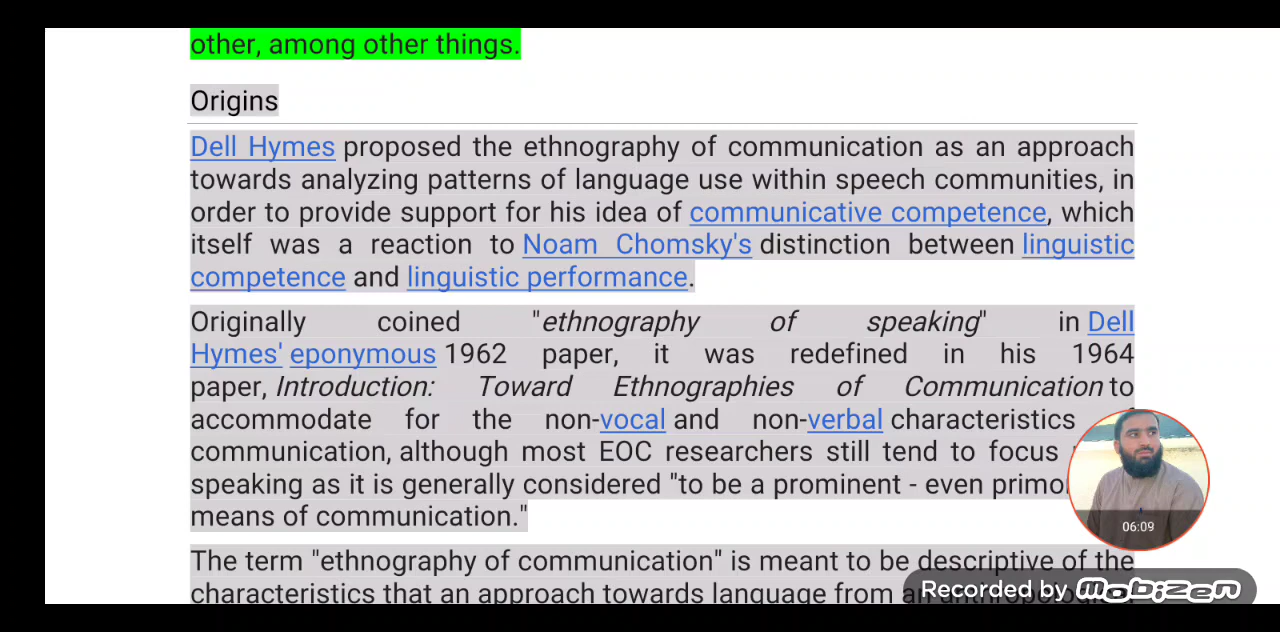 other, among other things.
Origins
Dell Hymes proposed the ethnography of communication as an approach
towards analyzing patterns of language use within speech communities, in
order to provide support for his idea of communicative competence, which
itself was a reaction to Noam Chomsky's distinction between linguistic
competence and linguistic performance.
Originally coined "ethnography of speaking" in Dell
Hymes' eponymous 1962 paper, it was redefined in his 1964
paper, Introduction: Toward Ethnographies of Communication to
accommodate for the non-vocal and non-verbal characteristics
communication, although most EOC researchers still tend to focus
speaking as it is generally considered "to be a prominent - even
means of communication."
The term "ethnography of communication" is meant to be descriptive of the
characteristics that an approach towards language from
06:09
Recorded by Mobizen